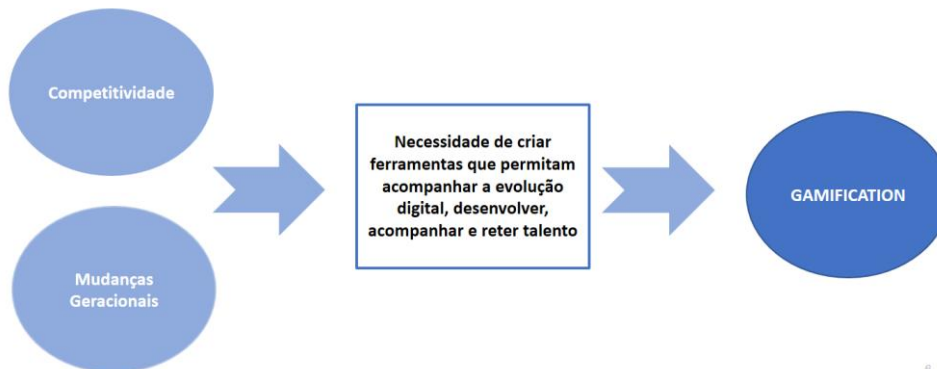 Competitividade
Mudanças
Geracionais
Necessidade de criar
ferramentas que permitam
acompanhar a evolução
digital, desenvolver,
acompanhar e reter talento
GAMIFICATION